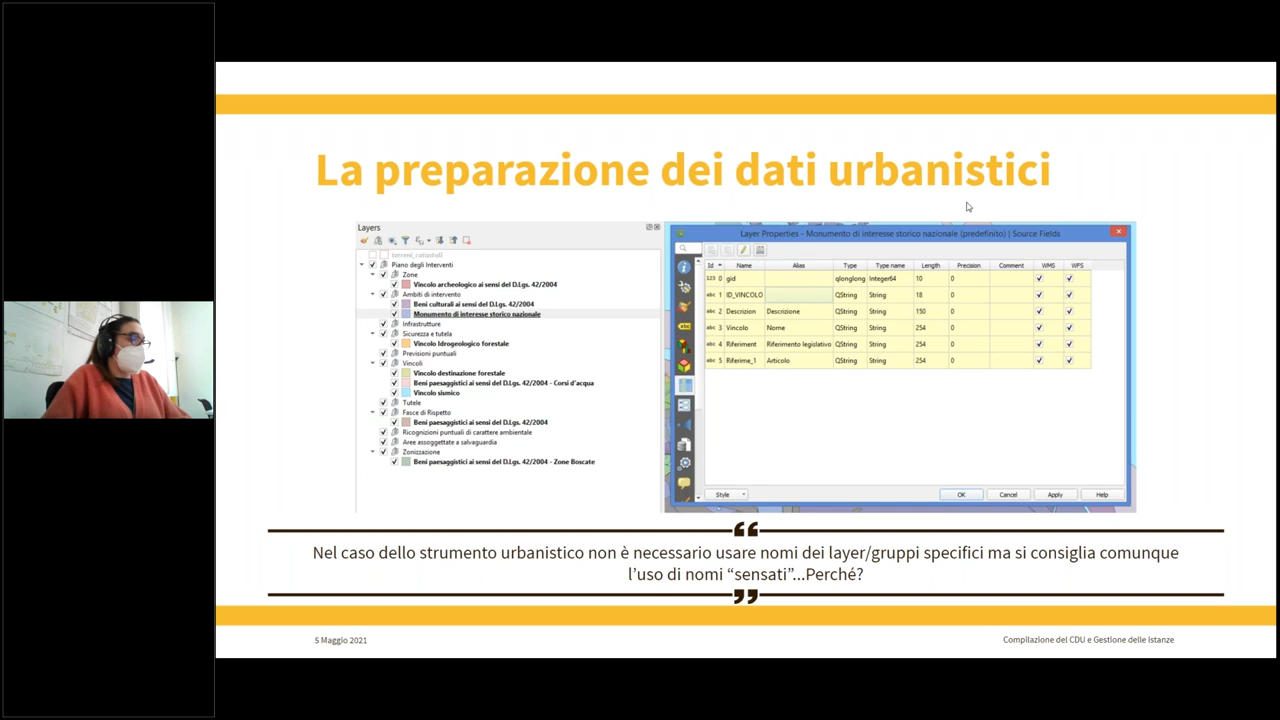 La preparazione dei dati urbanistici
Layers
terreni_catastali
Piano degli Interventi
Zone
Vincolo archeologico ai sensi del D.Lgs. 42/2004
Ambiti di intervento
Beni culturali ai sensi del D.Lgs. 42/2004
Monumento di interesse storico nazionale
Infrastrutture
Sicurezza e tutela
Vincolo Idrogeologico forestale
Previsioni puntuali
Vincoli
Vincolo destinazione forestale
Beni paesaggistici ai sensi del D.Lgs. 42/2004 - Corsi d'acqua
Vincolo sismico
Tutele
Fasce di Rispetto
Beni paesaggistici ai sensi del D.Lgs. 42/2004
Ricognizioni puntuali di carattere ambientale
Aree assoggettate a salvaguardia
Zonizzazione
Beni paesaggistici ai sensi del D.Lgs. 42/2004 - Zone Boscate
Layer Properties - Monumento di interesse storico nazionale (predefinito) | Source Fields
Id Name Alias Type Type name Length Precision Comment WMS WFS
123 0 gid qlonglong Integer64 10 0
abc 1 ID_VINCOLO QString String 18 0
abc 2 Descrizion Descrizione QString String 150 0
abc 3 Vincolo Nome QString String 254 0
abc 4 Riferiment Riferimento legislativo QString String 254 0
abc 5 Riferime_1 Articolo QString String 254 0
Style OK Cancel Apply Help
“
Nel caso dello strumento urbanistico non è necessario usare nomi dei layer/gruppi specifici ma si consiglia comunque
l’uso di nomi “sensati”...Perché?
”
5 Maggio 2021
Compilazione del CDU e Gestione delle istanze